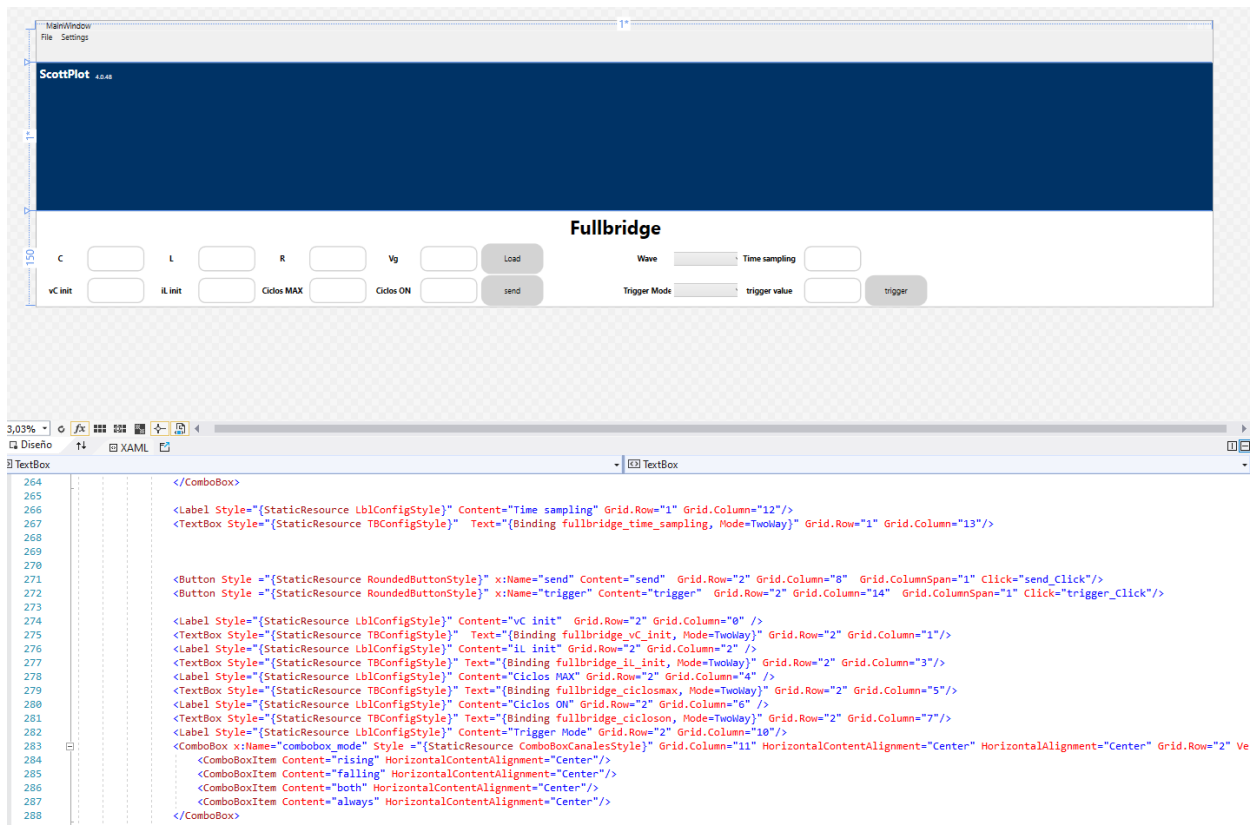 MainWindow
1*
File Settings
ScottPlot 4.0.48
1*
Fullbridge
150
C L R Vg Load Wave Time sampling
vC init iL init Ciclos MAX Ciclos ON send Trigger Mode trigger value trigger
3,03% fx
Diseño XAML
TextBox TextBox
264 </ComboBox>
265
266 <Label Style="{StaticResource LblConfigStyle}" Content="Time sampling" Grid.Row="1" Grid.Column="12"/>
267 <TextBox Style="{StaticResource TBConfigStyle}" Text="{Binding fullbridge_time_sampling, Mode=TwoWay}" Grid.Row="1" Grid.Column="13"/>
268
269
270
271 <Button Style ="{StaticResource RoundedButtonStyle}" x:Name="send" Content="send" Grid.Row="2" Grid.Column="8" Grid.ColumnSpan="1" Click="send_Click"/>
272 <Button Style ="{StaticResource RoundedButtonStyle}" x:Name="trigger" Content="trigger" Grid.Row="2" Grid.Column="14" Grid.ColumnSpan="1" Click="trigger_Click"/>
273
274 <Label Style="{StaticResource LblConfigStyle}" Content="vC init" Grid.Row="2" Grid.Column="0" />
275 <TextBox Style="{StaticResource TBConfigStyle}" Text="{Binding fullbridge_vC_init, Mode=TwoWay}" Grid.Row="2" Grid.Column="1"/>
276 <Label Style="{StaticResource LblConfigStyle}" Content="iL init" Grid.Row="2" Grid.Column="2" />
277 <TextBox Style="{StaticResource TBConfigStyle}" Text="{Binding fullbridge_iL_init, Mode=TwoWay}" Grid.Row="2" Grid.Column="3"/>
278 <Label Style="{StaticResource LblConfigStyle}" Content="Ciclos MAX" Grid.Row="2" Grid.Column="4" />
279 <TextBox Style="{StaticResource TBConfigStyle}" Text="{Binding fullbridge_ciclosmax, Mode=TwoWay}" Grid.Row="2" Grid.Column="5"/>
280 <Label Style="{StaticResource LblConfigStyle}" Content="Ciclos ON" Grid.Row="2" Grid.Column="6" />
281 <TextBox Style="{StaticResource TBConfigStyle}" Text="{Binding fullbridge_cicloson, Mode=TwoWay}" Grid.Row="2" Grid.Column="7"/>
282 <Label Style="{StaticResource LblConfigStyle}" Content="Trigger Mode" Grid.Row="2" Grid.Column="10"/>
283 <ComboBox x:Name="combobox_mode" Style ="{StaticResource ComboBoxCanalesStyle}" Grid.Column="11" HorizontalContentAlignment="Center" HorizontalAlignment="Center" Grid.Row="2" Ve
284 <ComboBoxItem Content="rising" HorizontalContentAlignment="Center"/>
285 <ComboBoxItem Content="falling" HorizontalContentAlignment="Center"/>
286 <ComboBoxItem Content="both" HorizontalContentAlignment="Center"/>
287 <ComboBoxItem Content="always" HorizontalContentAlignment="Center"/>
288 </ComboBox>